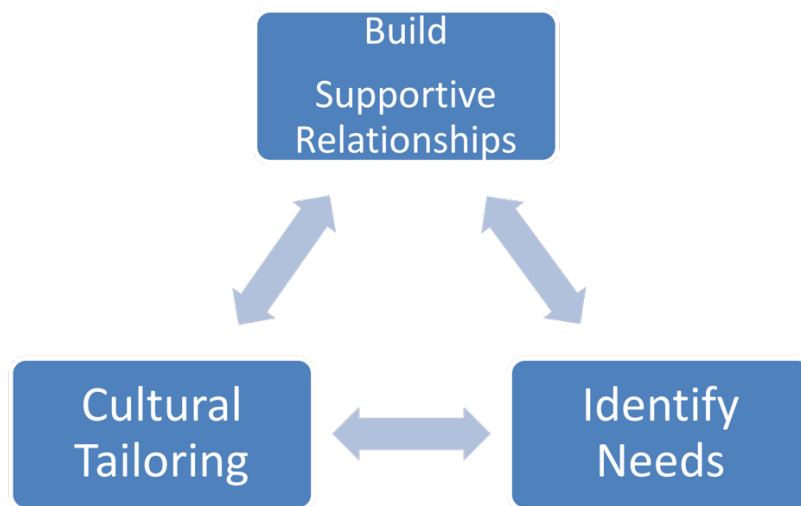 Build
Supportive
Relationships
Cultural
Tailoring
Identify
Needs